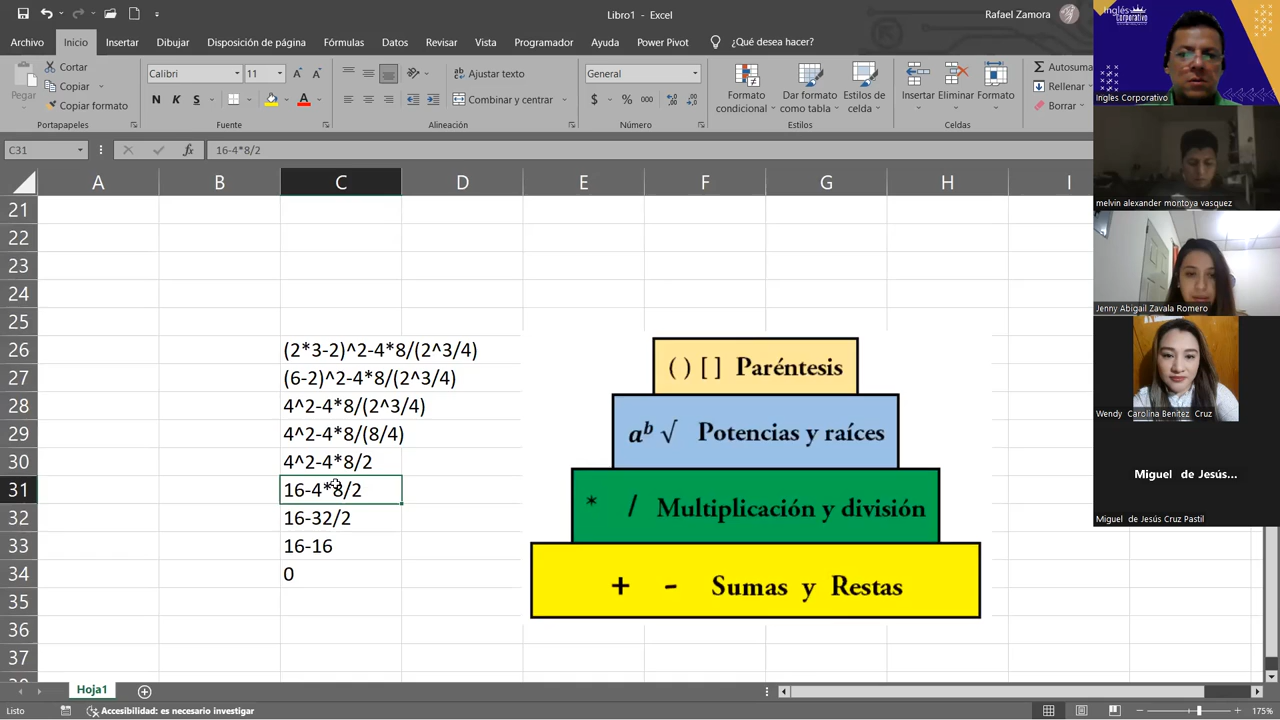 Libro1 - Excel
Rafael Zamora
Archivo Inicio Insertar Dibujar Disposición de página Fórmulas Datos Revisar Vista Programador Ayuda Power Pivot ¿Qué desea hacer?
Pegar
Cortar
Copiar
Copiar formato
Portapapeles
Calibri 11
N K S
Fuente
Ajustar texto
Combinar y centrar
Alineación
General
$ % 000
Número
Formato condicional
Dar formato como tabla
Estilos de celda
Estilos
Insertar Eliminar Formato
Celdas
Autosuma
Rellenar
Borrar
C31 fx 16-4*8/2
A B C D E F G H I
21
22
23
24
25
26 (2*3-2)^2-4*8/(2^3/4)
27 (6-2)^2-4*8/(2^3/4)
28 4^2-4*8/(2^3/4)
29 4^2-4*8/(8/4)
30 4^2-4*8/2
31 16-4*8/2
32 16-32/2
33 16-16
34 0
35
36
37
( ) [ ] Paréntesis
aᵇ √ Potencias y raíces
* / Multiplicación y división
+ - Sumas y Restas
Inglés Corporativo
Ingles Corporativo
melvin alexander montoya vasquez
Jenny Abigail Zavala Romero
Wendy Carolina Benitez Cruz
Miguel de Jesús...
Miguel de Jesús Cruz Pastil
Hoja1
Listo
Accesibilidad: es necesario investigar
175%